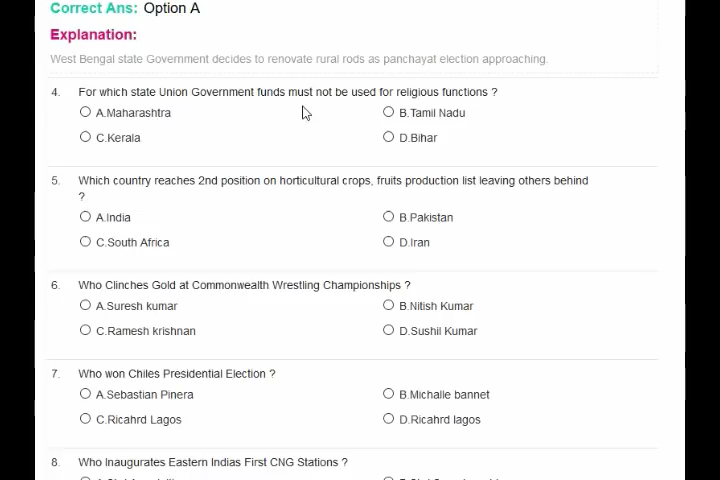 Correct Ans: Option A
Explanation:
West Bengal state Government decides to renovate rural rods as panchayat election approaching.
4. For which state Union Government funds must not be used for religious functions ?
A.Maharashtra B.Tamil Nadu
C.Kerala D.Bihar
5. Which country reaches 2nd position on horticultural crops, fruits production list leaving others behind
?
A.India B.Pakistan
C.South Africa D.Iran
6. Who Clinches Gold at Commonwealth Wrestling Championships ?
A.Suresh kumar B.Nitish Kumar
C.Ramesh krishnan D.Sushil Kumar
7. Who won Chiles Presidential Election ?
A.Sebastian Pinera B.Michalle bannet
C.Ricahrd Lagos D.Ricahrd lagos
8. Who Inaugurates Eastern Indias First CNG Stations ?